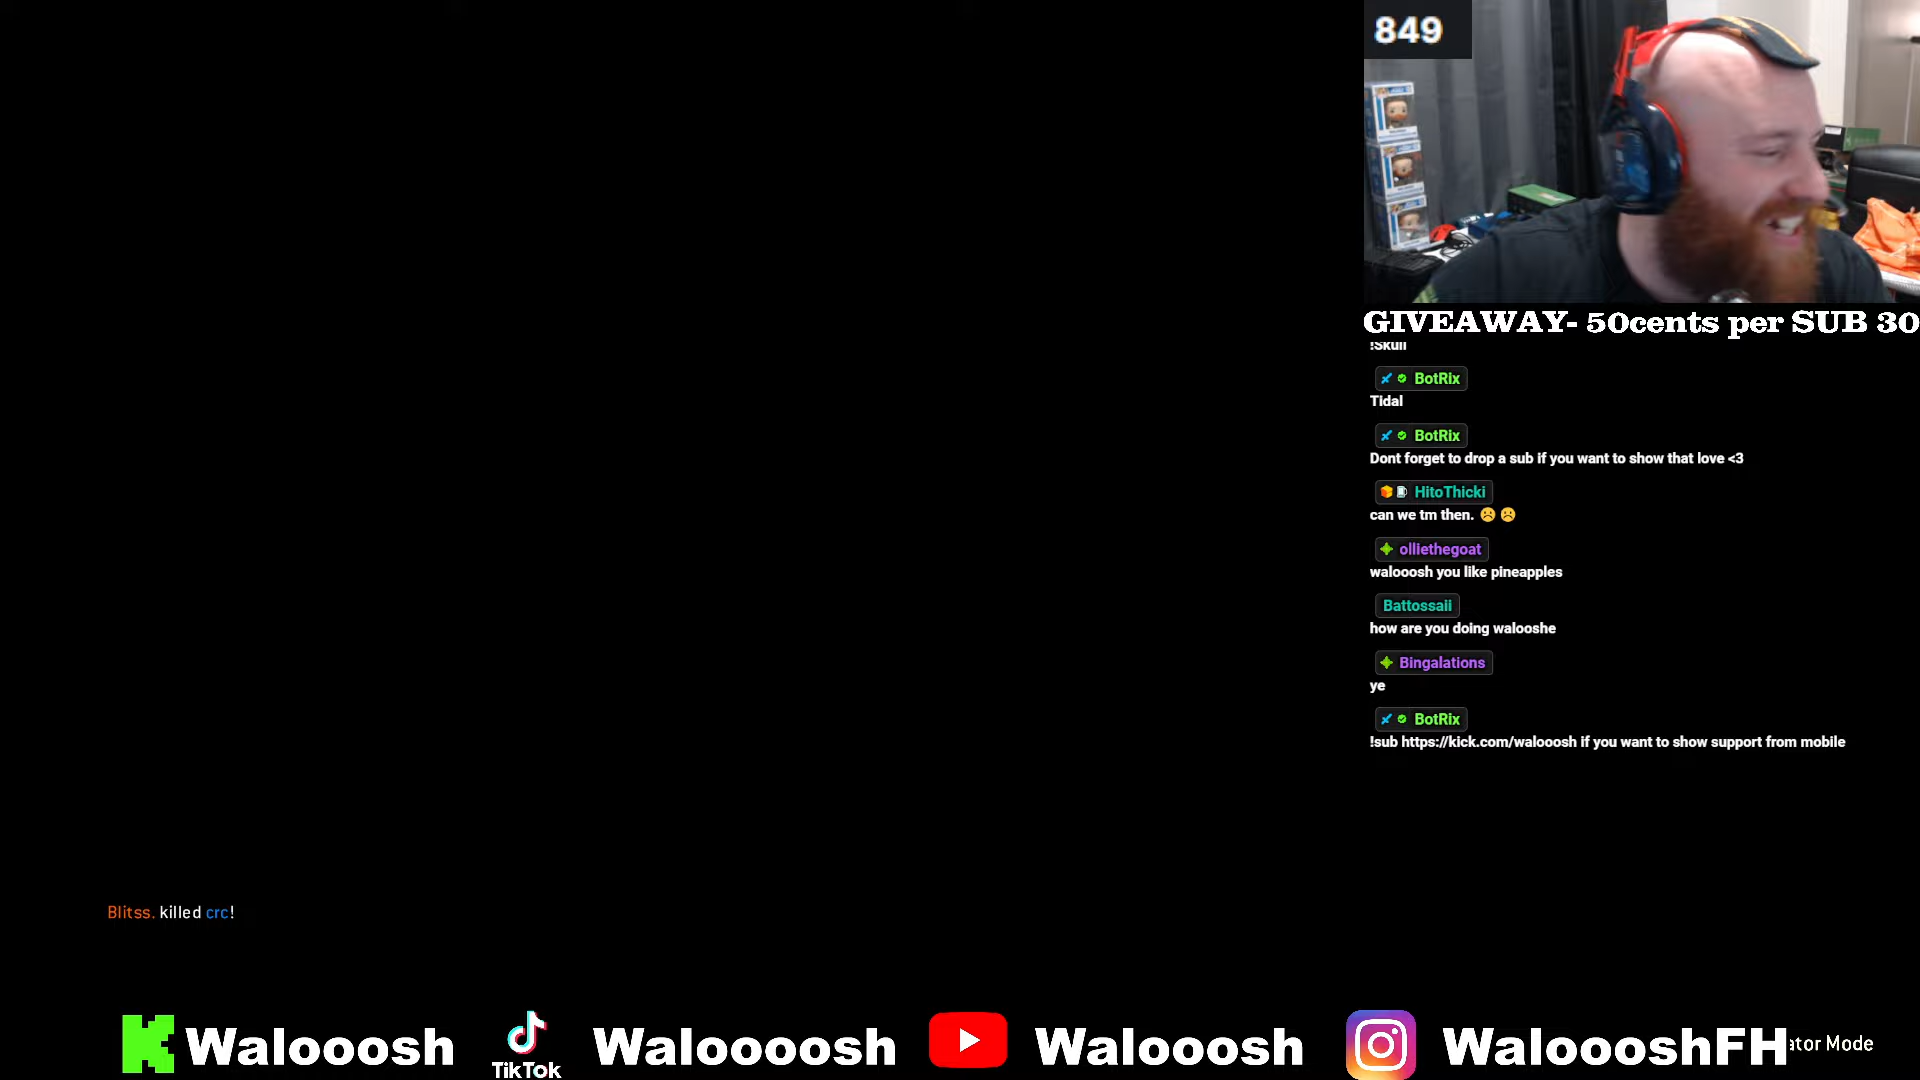 849
GIVEAWAY- 50cents per SUB 30
!Skull
BotRix
Tidal
BotRix
Dont forget to drop a sub if you want to show that love <3
HitoThicki
can we tm then. ☹️ ☹️
olliethegoat
walooosh you like pineapples
Battossaii
how are you doing walooshe
Bingalations
ye
BotRix
!sub https://kick.com/walooosh if you want to show support from mobile
Blitss. killed crc!
Walooosh
TikTok
Waloooosh
Walooosh
WalooooshFH
ator Mode